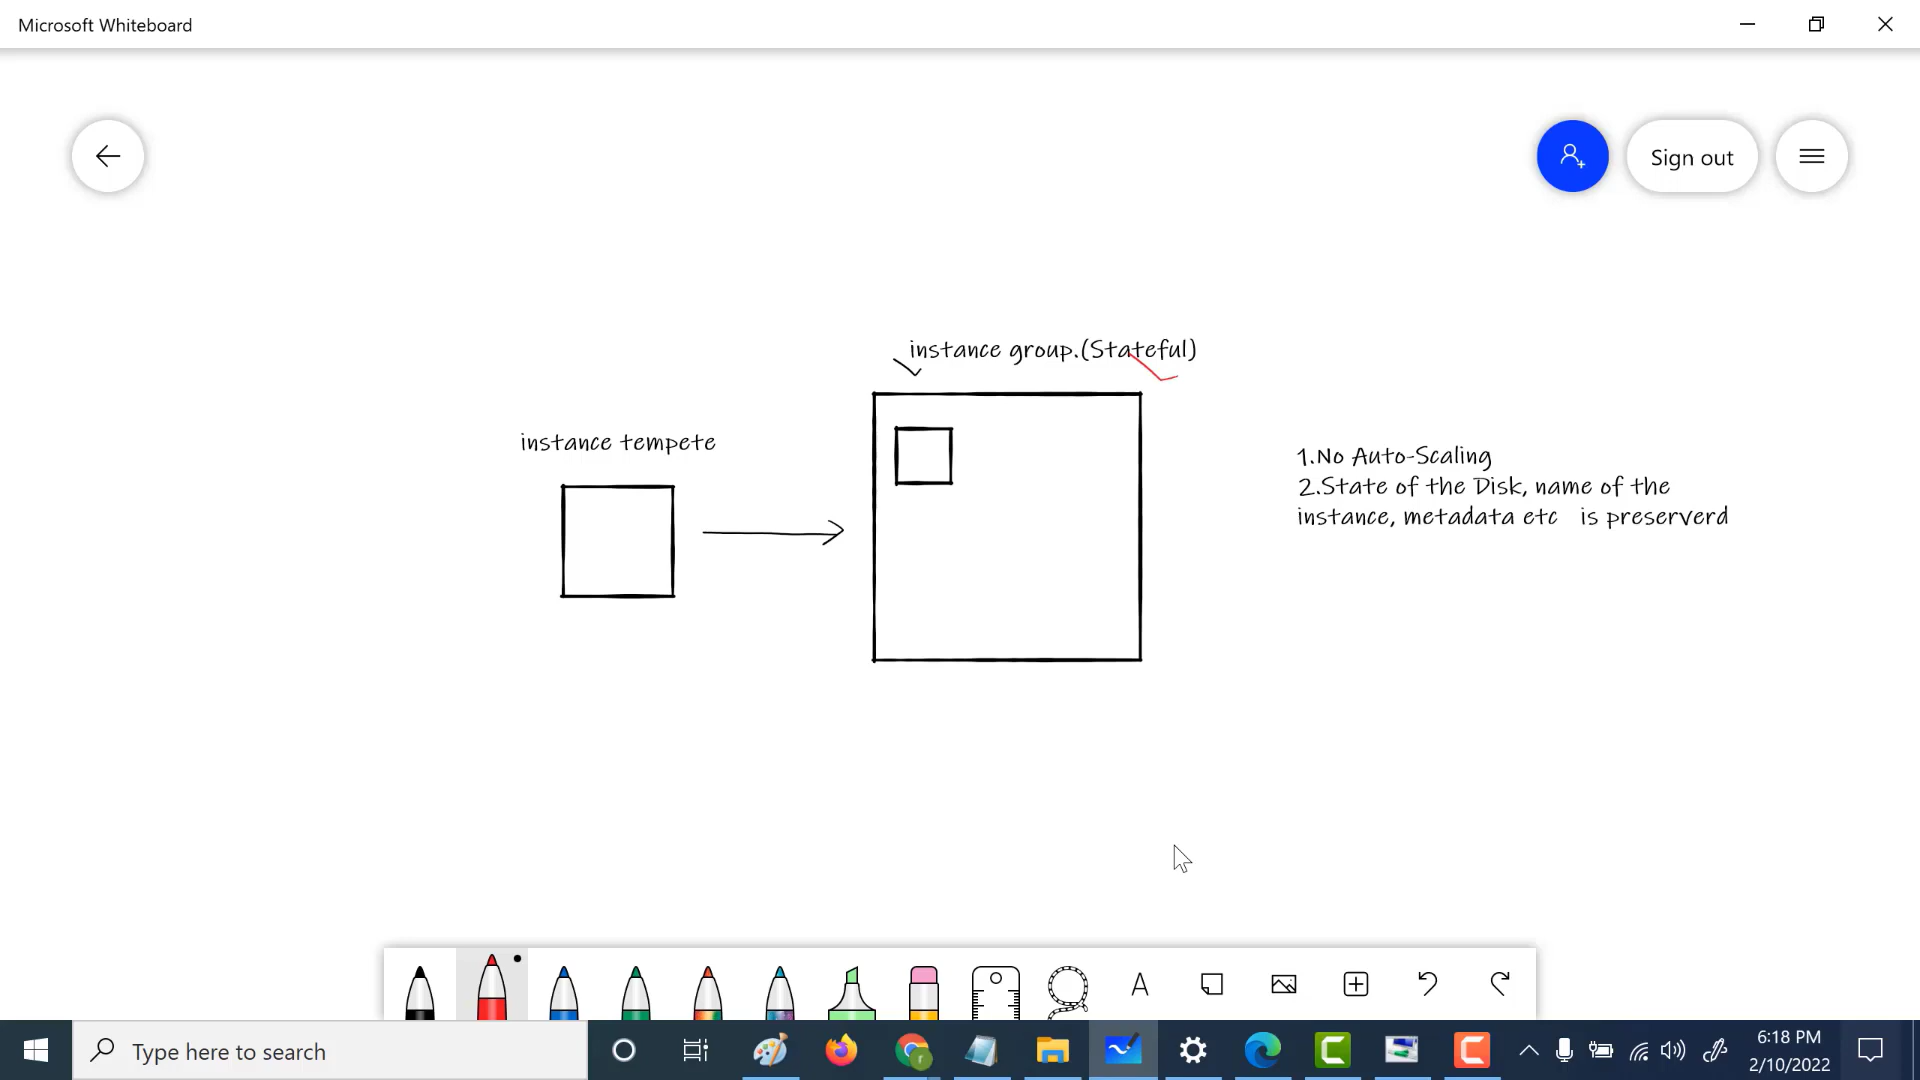 Microsoft Whiteboard
Sign out
instance group.(Stateful)
instance tempete
1.No Auto-Scaling
2.State of the Disk, name of the
instance, metadata etc is preserverd
A
Type here to search
6:18 PM
2/10/2022